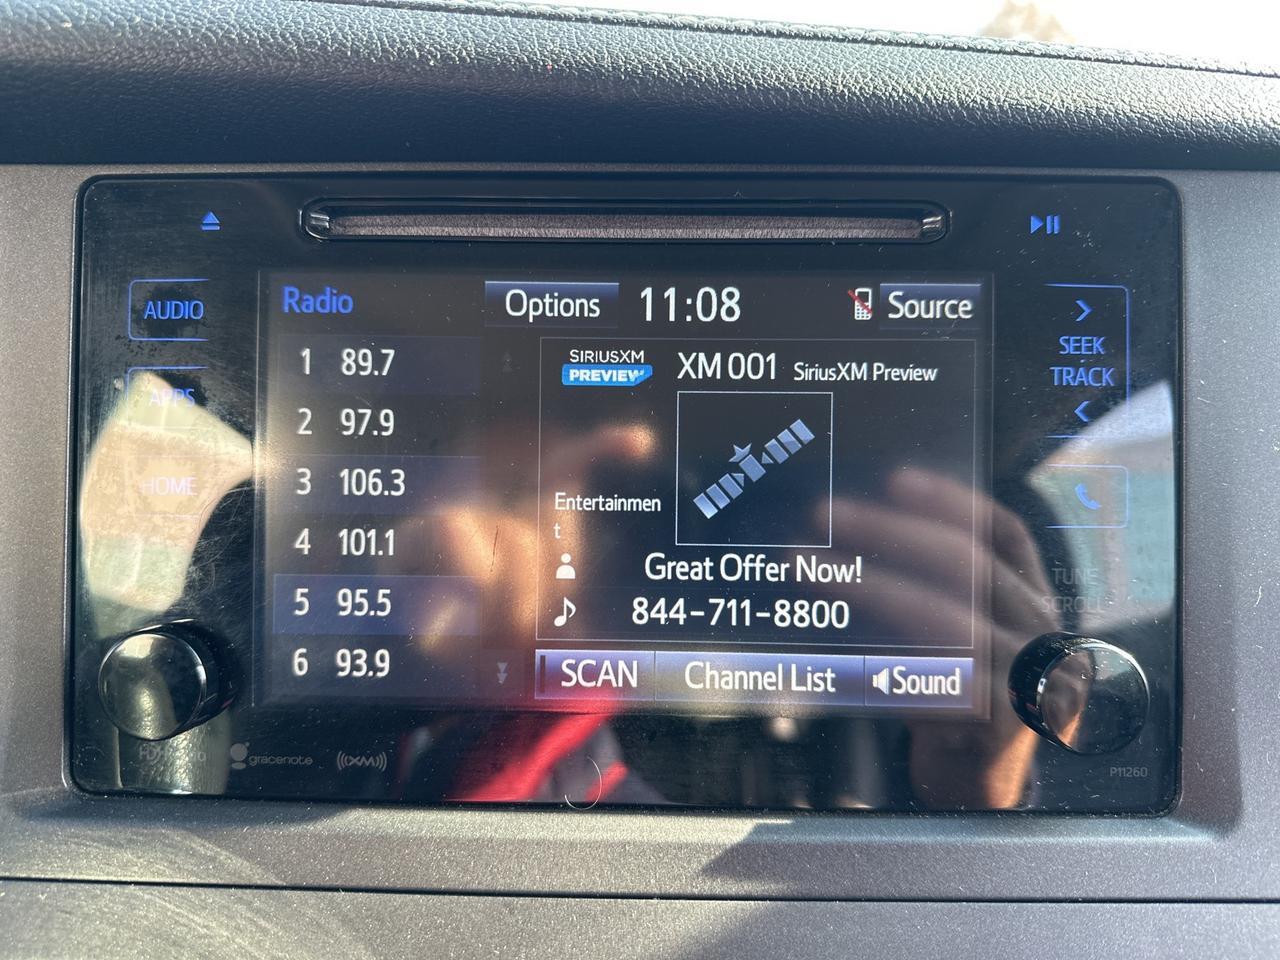 AUDIO
APPS
HOME
Radio
Options
11:08
Source
1 89.7
2 97.9
3 106.3
4 101.1
5 95.5
6 93.9
SIRIUSXM
PREVIEW
XM 001
SiriusXM Preview
Entertainmen
t
Great Offer Now!
844-711-8800
SCAN
Channel List
Sound
SEEK
TRACK
TUNE
SCROLL
gracenote
((XM))
P11260